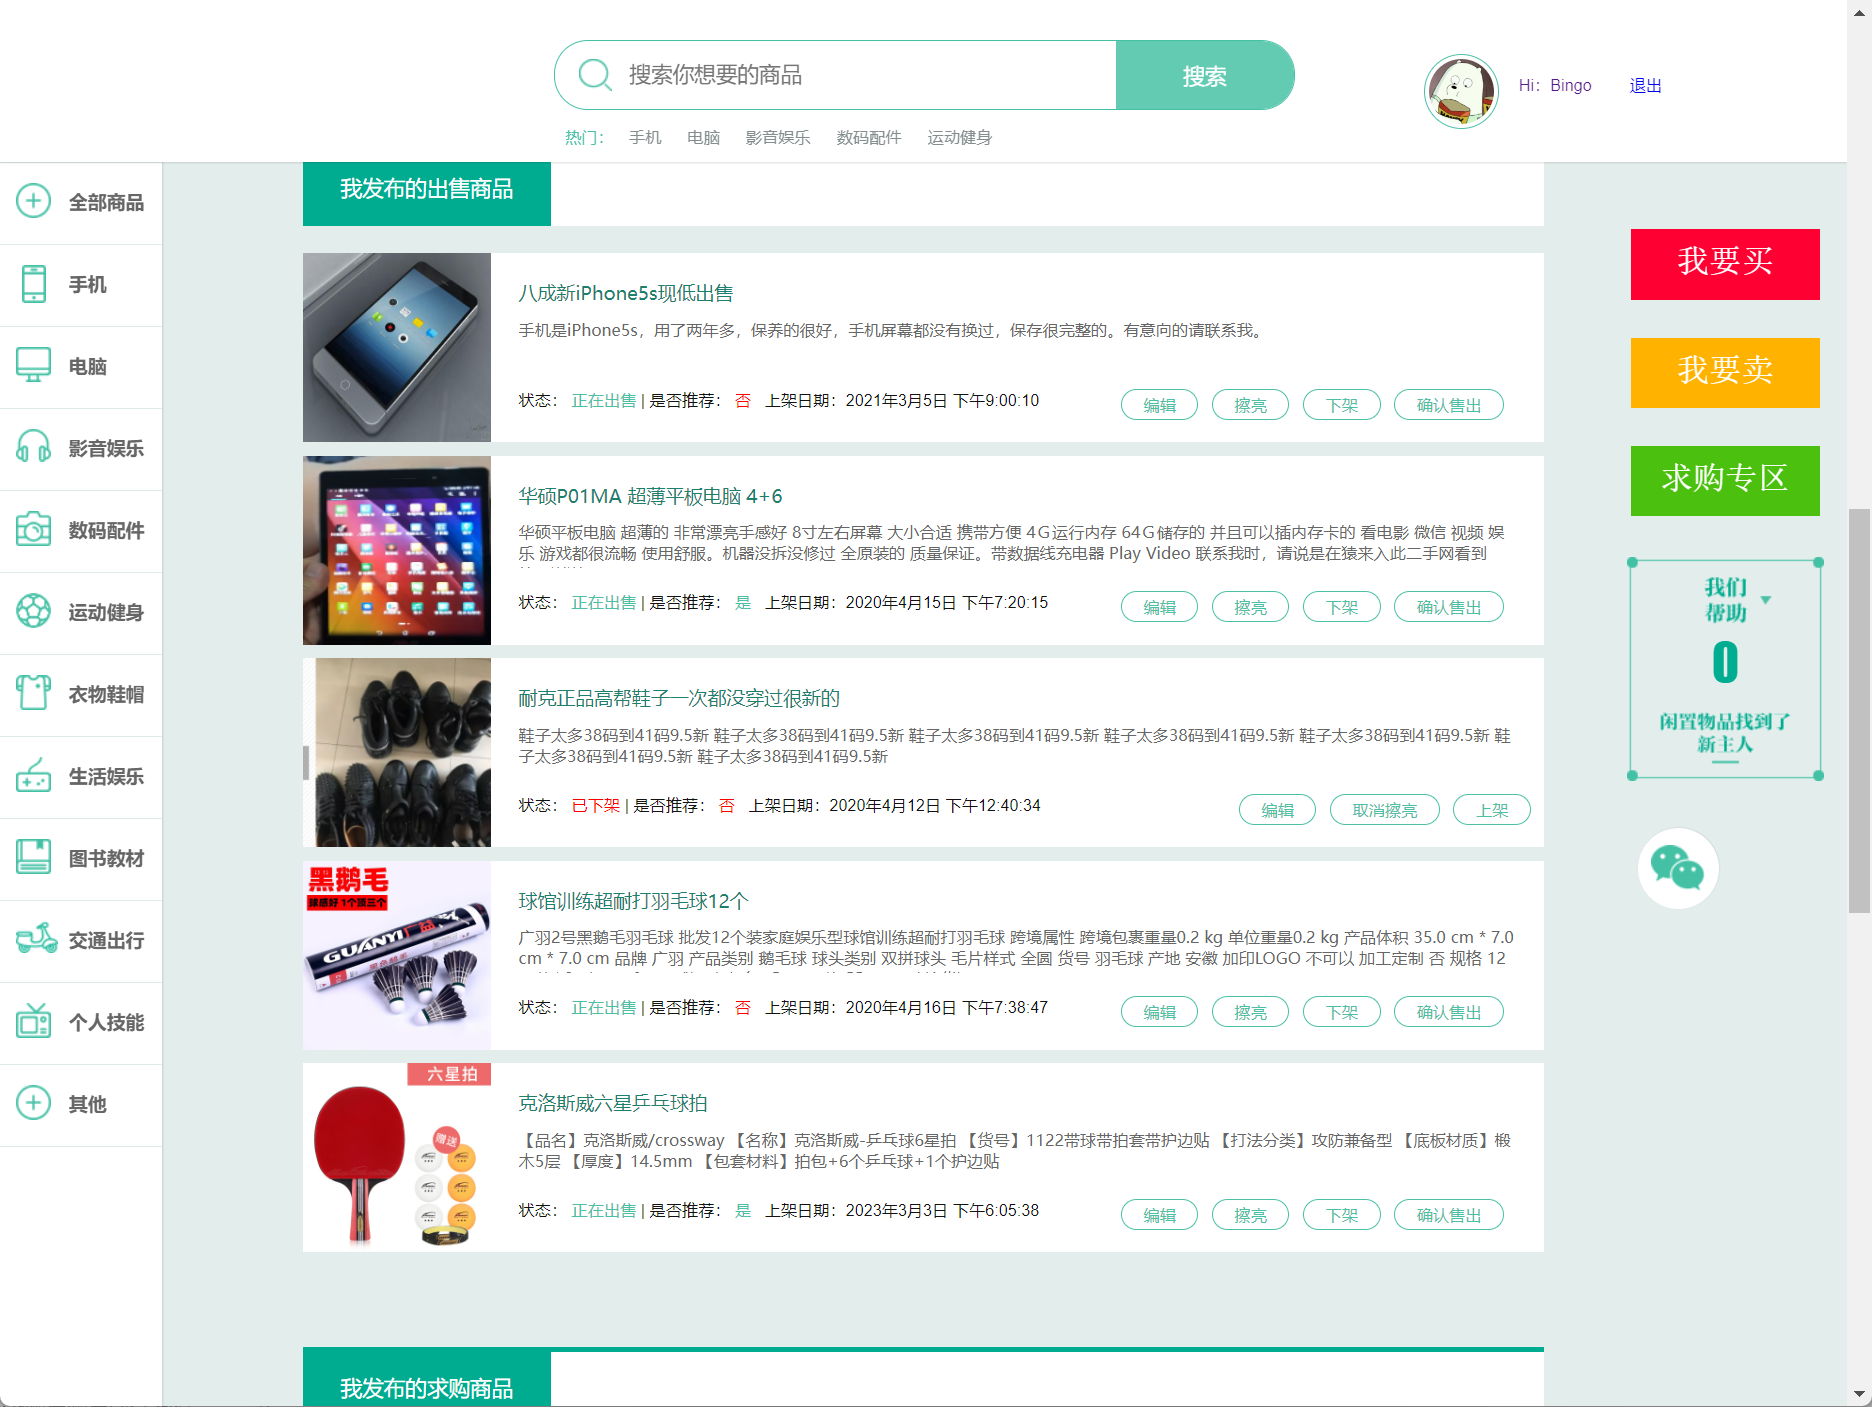 搜索你想要的商品
搜索
Hi：Bingo
退出
热门：
手机
电脑
影音娱乐
数码配件
运动健身
全部商品
手机
电脑
影音娱乐
数码配件
运动健身
衣物鞋帽
生活娱乐
图书教材
交通出行
个人技能
其他
我发布的出售商品
八成新iPhone5s现低出售
手机是iPhone5s，用了两年多，保养的很好，手机屏幕都没有换过，保存很完整的。有意向的请联系我。
状态： 正在出售 | 是否推荐： 否 上架日期：2021年3月5日 下午9:00:10
编辑
擦亮
下架
确认售出
华硕P01MA 超薄平板电脑 4+6
华硕平板电脑 超薄的 非常漂亮手感好 8寸左右屏幕 大小合适 携带方便 4Ｇ运行内存 64Ｇ储存的 并且可以插内存卡的 看电影 微信 视频 娱
乐 游戏都很流畅 使用舒服。机器没拆没修过 全原装的 质量保证。带数据线充电器 Play Video 联系我时，请说是在猿来入此二手网看到
状态： 正在出售 | 是否推荐： 是 上架日期：2020年4月15日 下午7:20:15
编辑
擦亮
下架
确认售出
耐克正品高帮鞋子一次都没穿过很新的
鞋子太多38码到41码9.5新 鞋子太多38码到41码9.5新 鞋子太多38码到41码9.5新 鞋子太多38码到41码9.5新 鞋子太多38码到41码9.5新 鞋
子太多38码到41码9.5新 鞋子太多38码到41码9.5新
状态： 已下架 | 是否推荐： 否 上架日期：2020年4月12日 下午12:40:34
编辑
取消擦亮
上架
黑鹅毛
球感好 1个顶三个
GUANYI
球馆训练超耐打羽毛球12个
广羽2号黑鹅毛羽毛球 批发12个装家庭娱乐型球馆训练超耐打羽毛球 跨境属性 跨境包裹重量0.2 kg 单位重量0.2 kg 产品体积 35.0 cm * 7.0
cm * 7.0 cm 品牌 广羽 产品类别 鹅毛球 球头类别 双拼球头 毛片样式 全圆 货号 羽毛球 产地 安徽 加印LOGO 不可以 加工定制 否 规格 12
状态： 正在出售 | 是否推荐： 否 上架日期：2020年4月16日 下午7:38:47
编辑
擦亮
下架
确认售出
六星拍
赠送
克洛斯威六星乒乓球拍
【品名】克洛斯威/crossway 【名称】克洛斯威-乒乓球6星拍 【货号】1122带球带拍套带护边贴 【打法分类】攻防兼备型 【底板材质】椴
木5层 【厚度】14.5mm 【包套材料】拍包+6个乒乓球+1个护边贴
状态： 正在出售 | 是否推荐： 是 上架日期：2023年3月3日 下午6:05:38
编辑
擦亮
下架
确认售出
我发布的求购商品
我要买
我要卖
求购专区
我们
帮助
0
闲置物品找到了
新主人